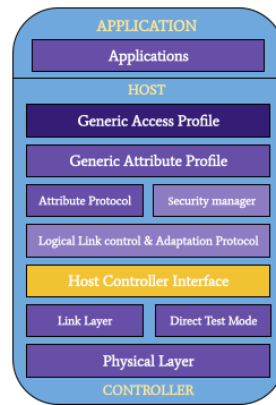 APPLICATION
Applications
HOST
Generic Access Profile
Generic Attribute Profile
Attribute Protocol
Security manager
Logical Link control & Adaptation Protocol
Host Controller Interface
Link Layer
Direct Test Mode
Physical Layer
CONTROLLER